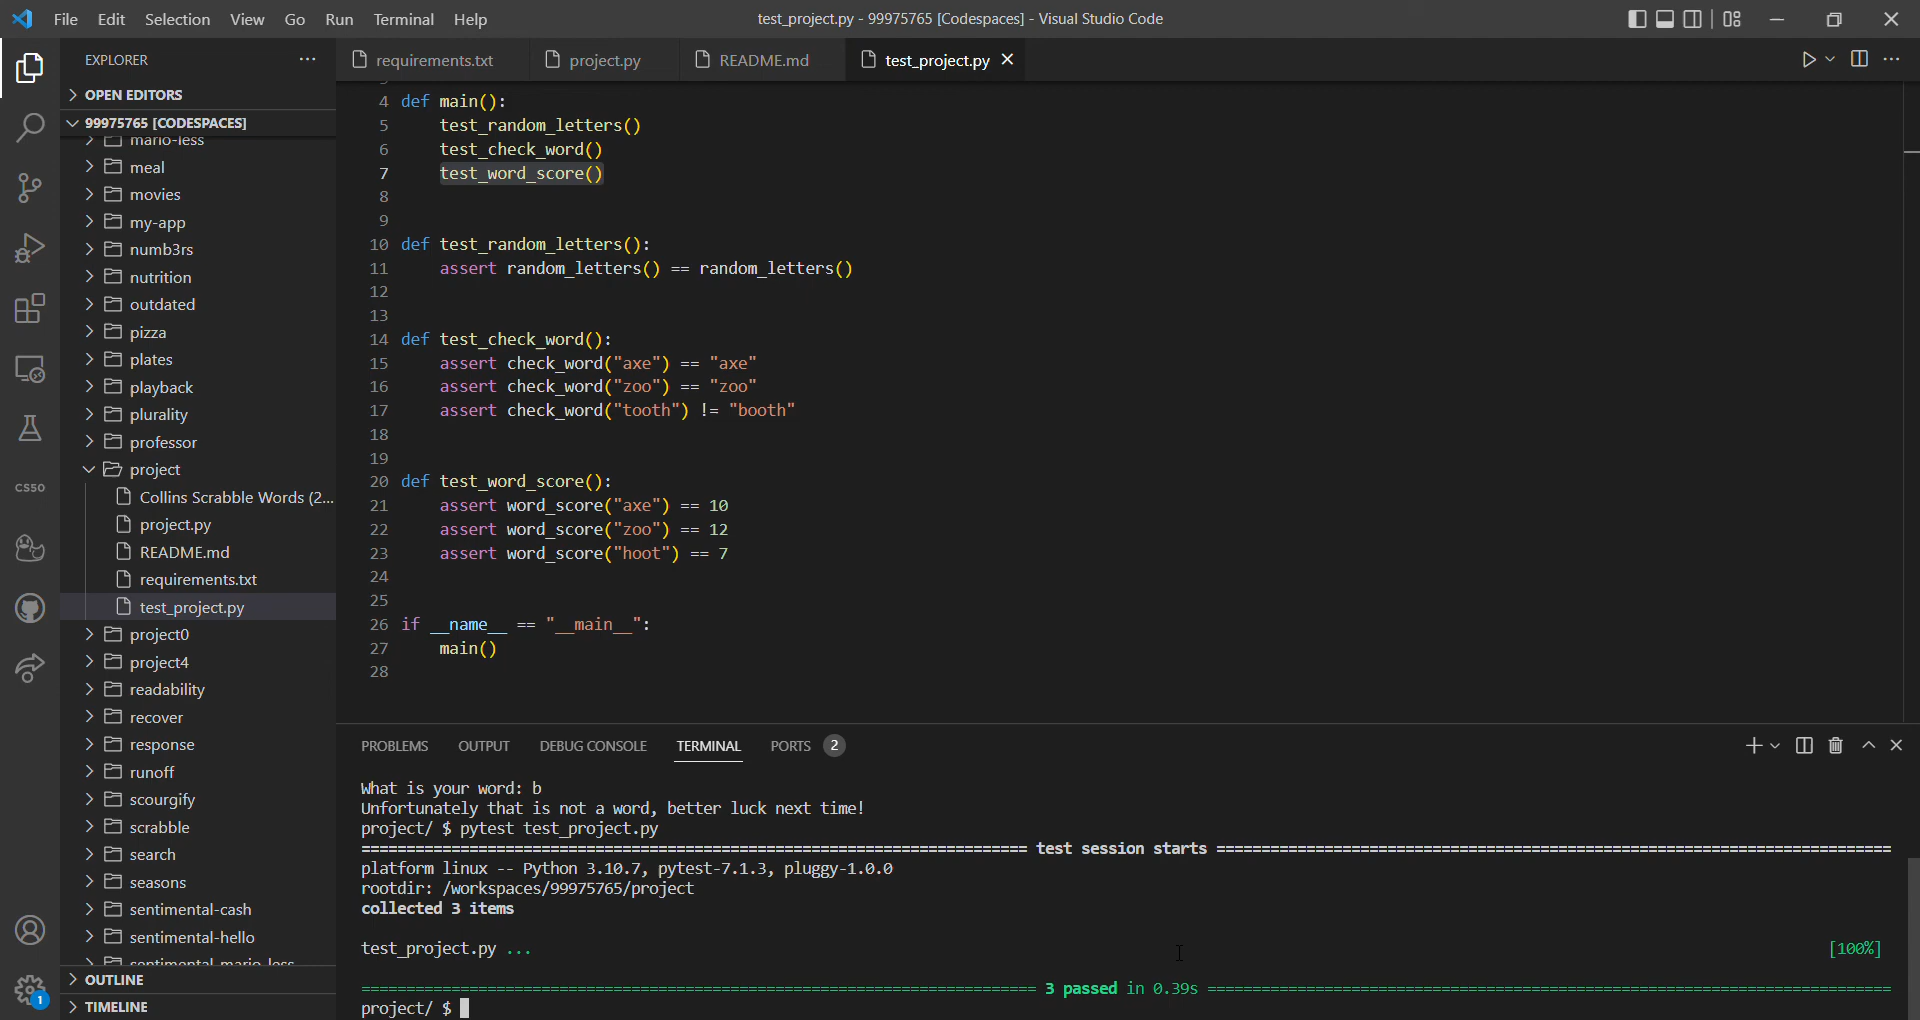 File Edit Selection View Go Run Terminal Help
test_project.py - 99975765 [Codespaces] - Visual Studio Code
EXPLORER
OPEN EDITORS
99975765 [CODESPACES]
mario-less
meal
movies
my-app
numb3rs
nutrition
outdated
pizza
plates
playback
plurality
professor
project
Collins Scrabble Words (2...
project.py
README.md
requirements.txt
test_project.py
project0
project4
readability
recover
response
runoff
scourgify
scrabble
search
seasons
sentimental-cash
sentimental-hello
sentimental-mario-less
OUTLINE
TIMELINE
CS50
1
requirements.txt project.py README.md test_project.py
4 def main():
5 test_random_letters()
6 test_check_word()
7 test_word_score()
8
9
10 def test_random_letters():
11 assert random_letters() == random_letters()
12
13
14 def test_check_word():
15 assert check_word("axe") == "axe"
16 assert check_word("zoo") == "zoo"
17 assert check_word("tooth") != "booth"
18
19
20 def test_word_score():
21 assert word_score("axe") == 10
22 assert word_score("zoo") == 12
23 assert word_score("hoot") == 7
24
25
26 if __name__ == "__main__":
27 main()
28
PROBLEMS OUTPUT DEBUG CONSOLE TERMINAL PORTS 2
What is your word: b
Unfortunately that is not a word, better luck next time!
project/ $ pytest test_project.py
========================================================================== test session starts ===========================================================================
platform linux -- Python 3.10.7, pytest-7.1.3, pluggy-1.0.0
rootdir: /workspaces/99975765/project
collected 3 items
test_project.py ... [100%]
=========================================================================== 3 passed in 0.39s ============================================================================
project/ $